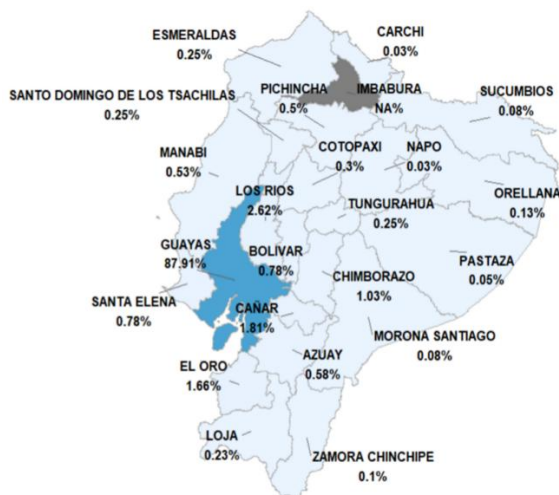 CARCHI
0.03%
ESMERALDAS
0.25%
PICHINCHA
0.5%
IMBABURA
NA%
SUCUMBIOS
0.08%
SANTO DOMINGO DE LOS TSACHILAS
0.25%
COTOPAXI
0.3%
NAPO
0.03%
MANABI
0.53%
ORELLANA
0.13%
LOS RIOS
2.62%
TUNGURAHUA
0.25%
GUAYAS
87.91%
BOLIVAR
0.78%
PASTAZA
0.05%
CHIMBORAZO
1.03%
SANTA ELENA
0.78%
CAÑAR
1.81%
MORONA SANTIAGO
0.08%
AZUAY
0.58%
EL ORO
1.66%
LOJA
0.23%
ZAMORA CHINCHIPE
0.1%